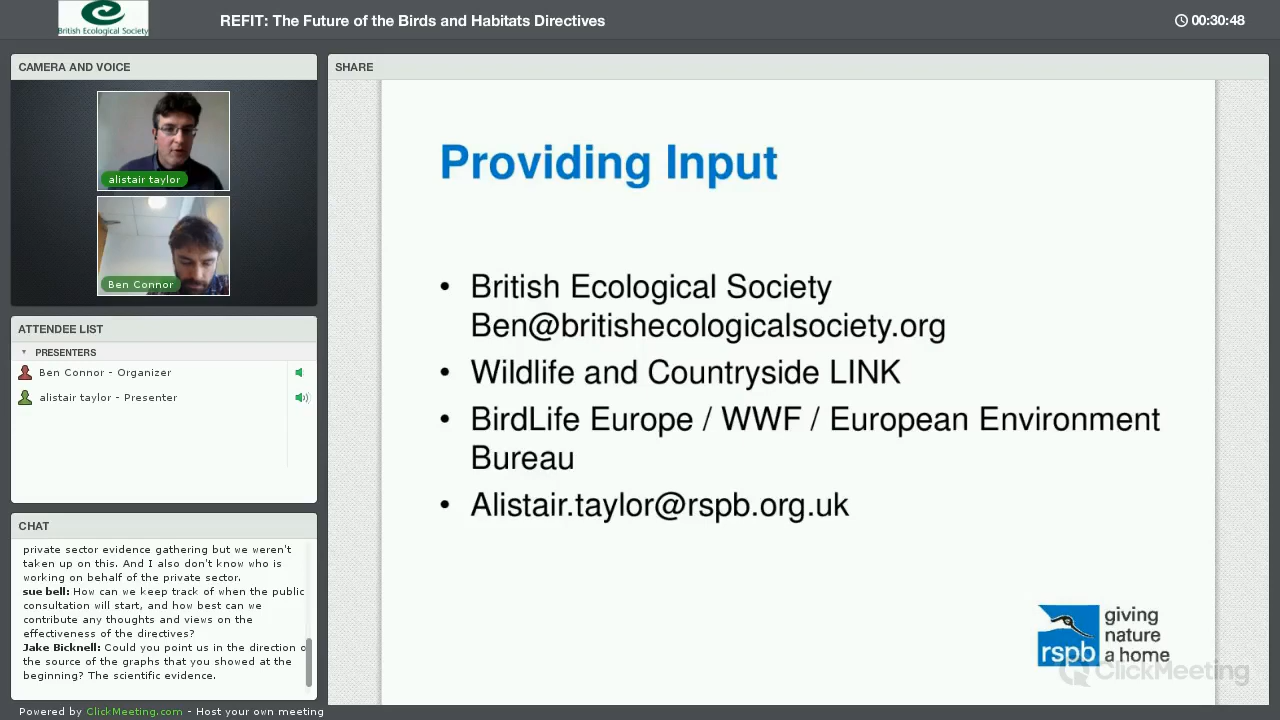 British Ecological Society
REFIT: The Future of the Birds and Habitats Directives
00:30:48
CAMERA AND VOICE
alistair taylor
Ben Connor
ATTENDEE LIST
PRESENTERS
Ben Connor - Organizer
alistair taylor - Presenter
CHAT
private sector evidence gathering but we weren't
taken up on this. And I also don't know who is
working on behalf of the private sector.
sue bell: How can we keep track of when the public
consultation will start, and how best can we
contribute any thoughts and views on the
effectiveness of the directives?
Jake Bicknell: Could you point us in the direction o
the source of the graphs that you showed at the
beginning? The scientific evidence.
SHARE
Providing Input
• British Ecological Society
Ben@britishecologicalsociety.org
• Wildlife and Countryside LINK
• BirdLife Europe / WWF / European Environment
Bureau
• Alistair.taylor@rspb.org.uk
rspb
giving
nature
a home
ClickMeeting
Powered by ClickMeeting.com - Host your own meeting